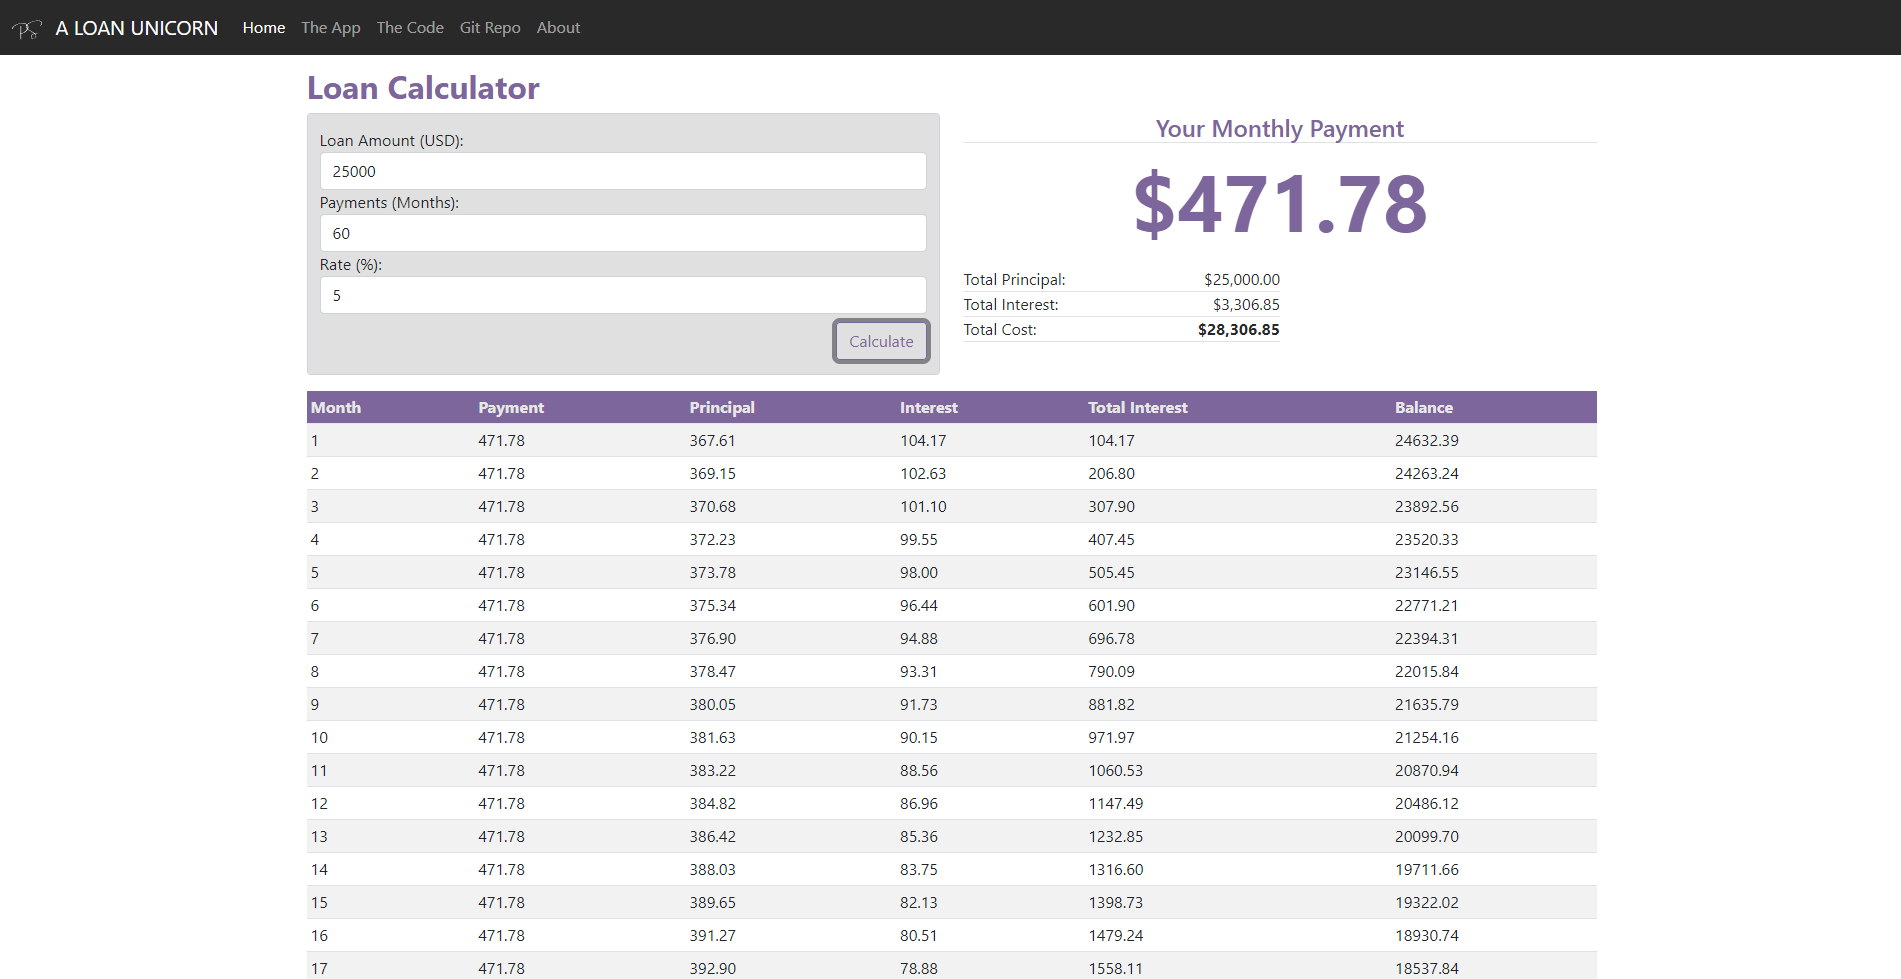 A LOAN UNICORN Home The App The Code Git Repo About
Loan Calculator
Loan Amount (USD):
25000
Payments (Months):
60
Rate (%):
5
Calculate
Your Monthly Payment
$471.78
Total Principal: $25,000.00
Total Interest: $3,306.85
Total Cost: $28,306.85
Month Payment Principal Interest Total Interest Balance
1 471.78 367.61 104.17 104.17 24632.39
2 471.78 369.15 102.63 206.80 24263.24
3 471.78 370.68 101.10 307.90 23892.56
4 471.78 372.23 99.55 407.45 23520.33
5 471.78 373.78 98.00 505.45 23146.55
6 471.78 375.34 96.44 601.90 22771.21
7 471.78 376.90 94.88 696.78 22394.31
8 471.78 378.47 93.31 790.09 22015.84
9 471.78 380.05 91.73 881.82 21635.79
10 471.78 381.63 90.15 971.97 21254.16
11 471.78 383.22 88.56 1060.53 20870.94
12 471.78 384.82 86.96 1147.49 20486.12
13 471.78 386.42 85.36 1232.85 20099.70
14 471.78 388.03 83.75 1316.60 19711.66
15 471.78 389.65 82.13 1398.73 19322.02
16 471.78 391.27 80.51 1479.24 18930.74
17 471.78 392.90 78.88 1558.11 18537.84